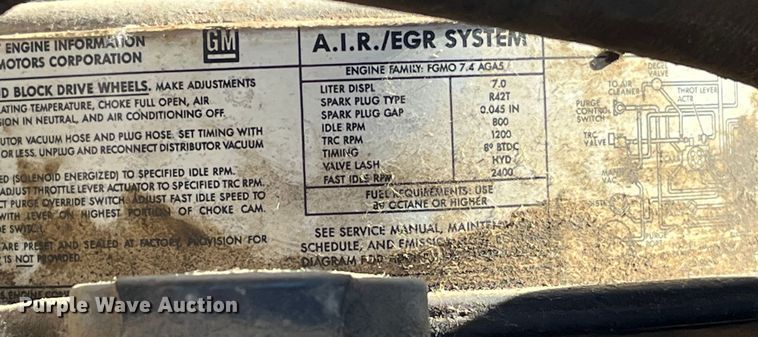 ENGINE INFORMATION
MOTORS CORPORATION
GM
BLOCK DRIVE WHEELS. MAKE ADJUSTMENTS
TEMPERATURE, CHOKE FULL OPEN, AIR
IN NEUTRAL, AND AIR CONDITIONING OFF.
VACUUM HOSE AND PLUG HOSE. SET TIMING WITH
OR LESS. UNPLUG AND RECONNECT DISTRIBUTOR VACUUM
(SOLENOID ENERGIZED) TO SPECIFIED IDLE RPM.
ADJUST THROTTLE LEVER ACTUATOR TO SPECIFIED TRC RPM.
PURGE OVERRIDE SWITCH. ADJUST FAST IDLE SPEED TO
WITH LEVER ON HIGHEST PORTION OF CHOKE CAM.
ARE PRESET AND SEALED AT FACTORY. PROVISION FOR
IS NOT PROVIDED.
A.I.R./EGR SYSTEM
ENGINE FAMILY: FGMO 7.4 AGA5
LITER DISPL 7.0
SPARK PLUG TYPE R42T
SPARK PLUG GAP 0.045 IN
IDLE RPM 800
TRC RPM 1200
TIMING 8° BTDC
VALVE LASH HYD
FAST IDLE RPM 2400
FUEL REQUIREMENTS: USE
OCTANE OR HIGHER
SEE SERVICE MANUAL,
SCHEDULE, AND
DIAGRAM FOR
DECEL
VALVE
TO AIR
CLEANER
THROT LEVER
ACTR
PURGE
CONTROL
SWITCH
TRC
VALVE
VAC
PURGE
PORT
Purple Wave Auction